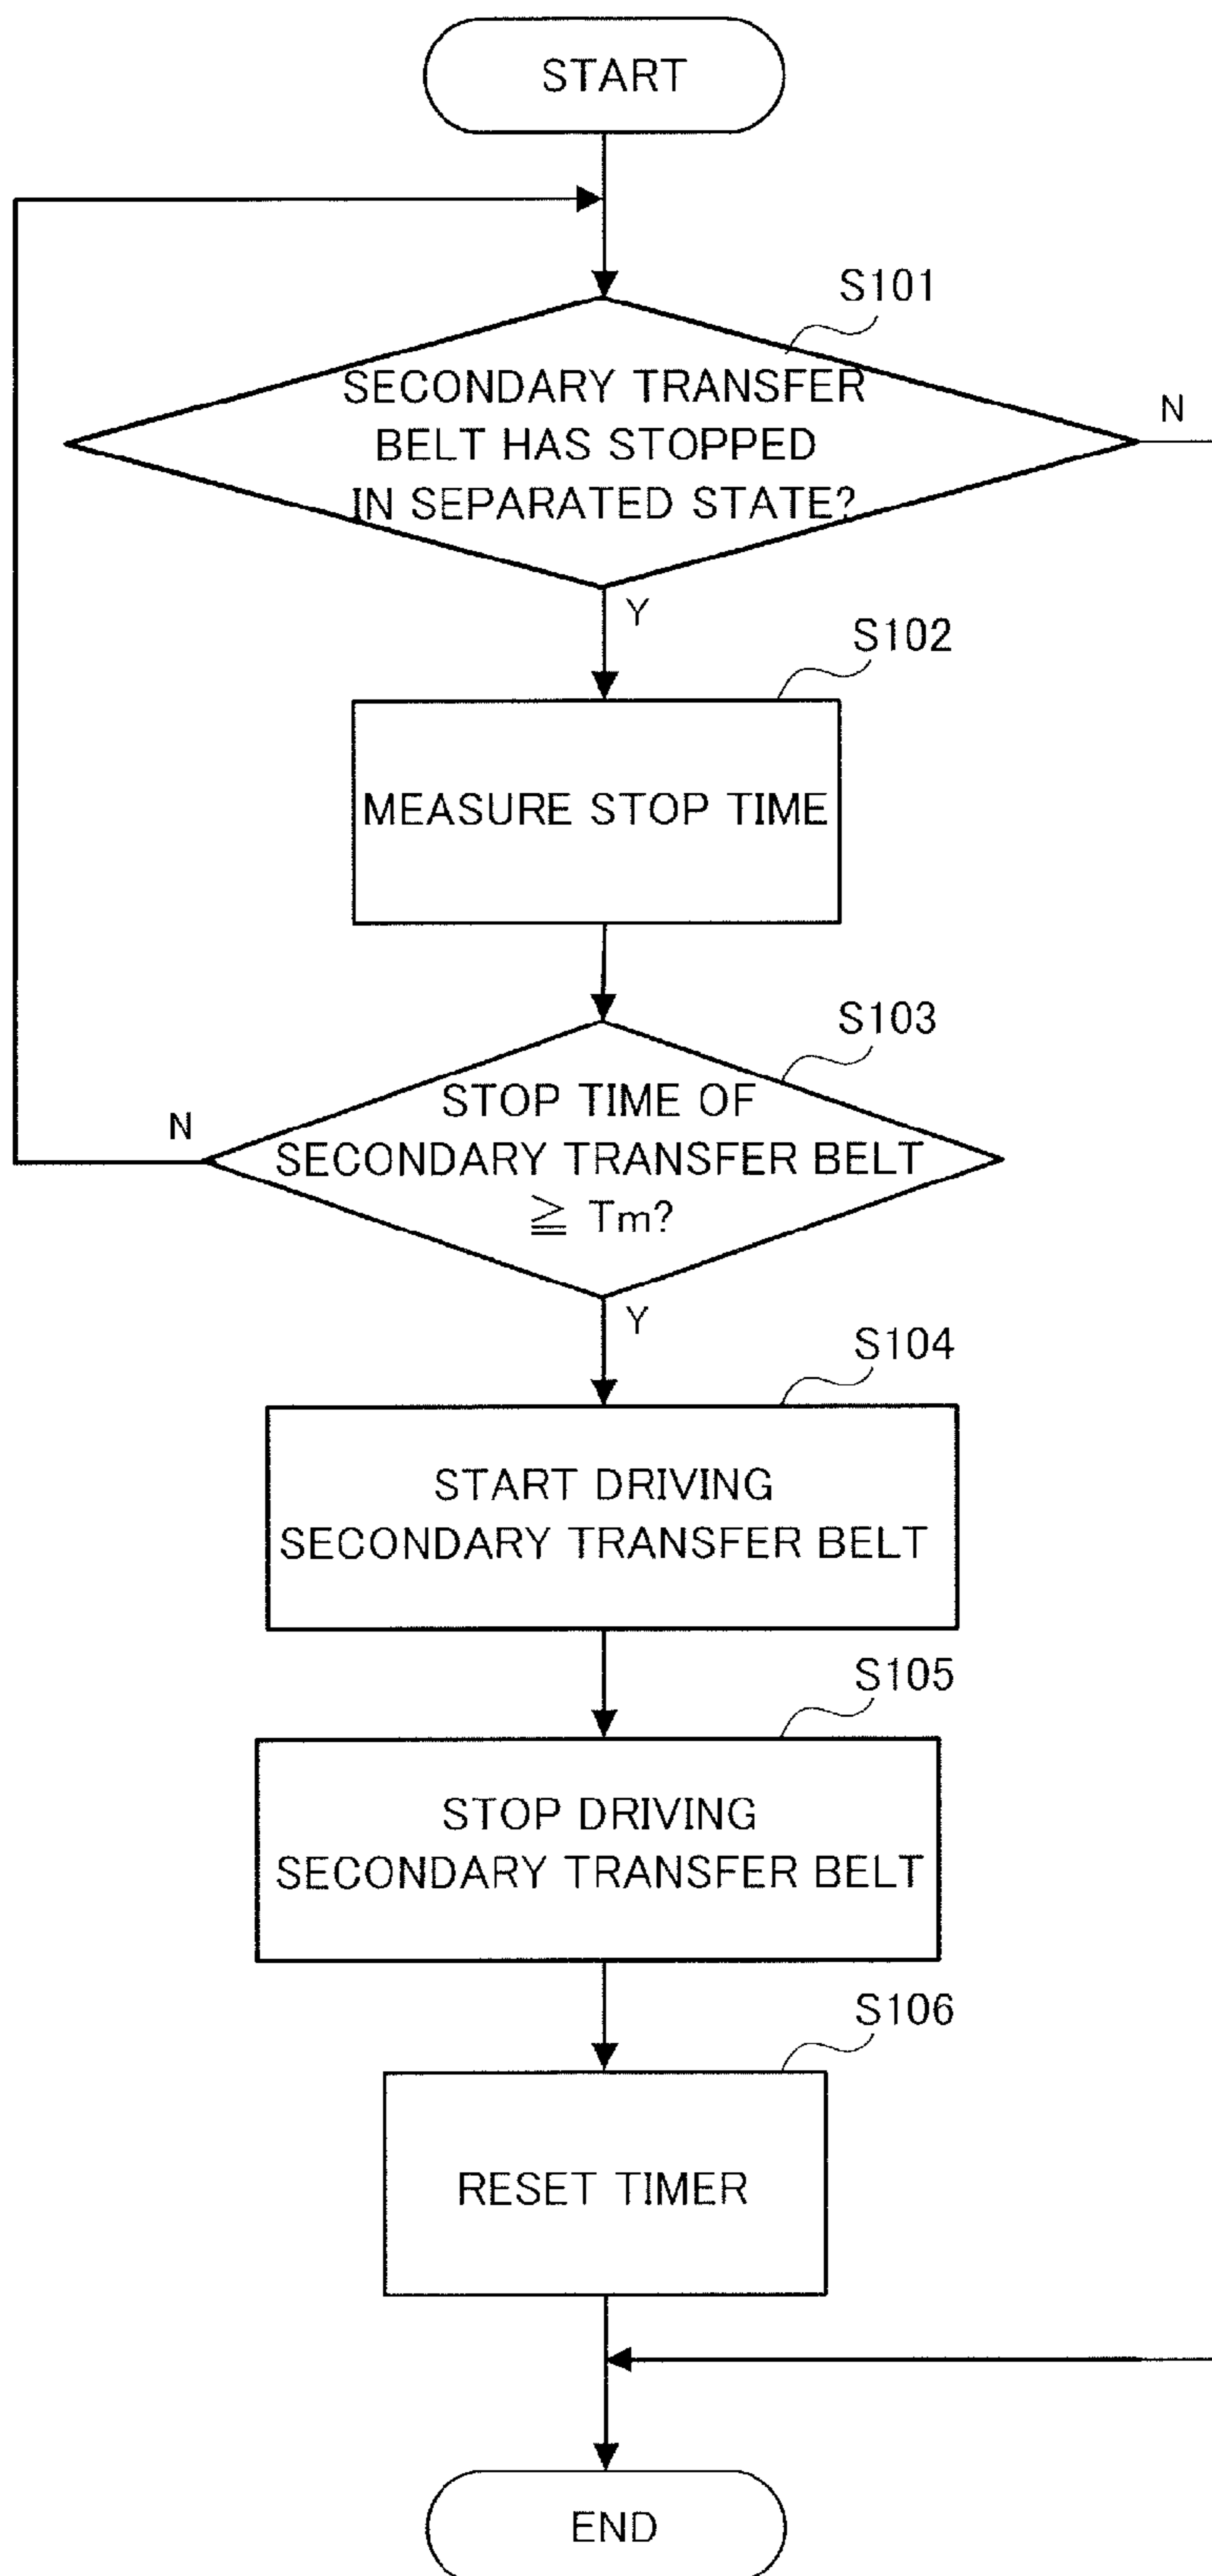 START
S101
SECONDARY TRANSFER
BELT HAS STOPPED
IN SEPARATED STATE?
N
Y
S102
MEASURE STOP TIME
S103
STOP TIME OF
SECONDARY TRANSFER BELT
≧ Tm?
N
Y
S104
START DRIVING
SECONDARY TRANSFER BELT
S105
STOP DRIVING
SECONDARY TRANSFER BELT
S106
RESET TIMER
END